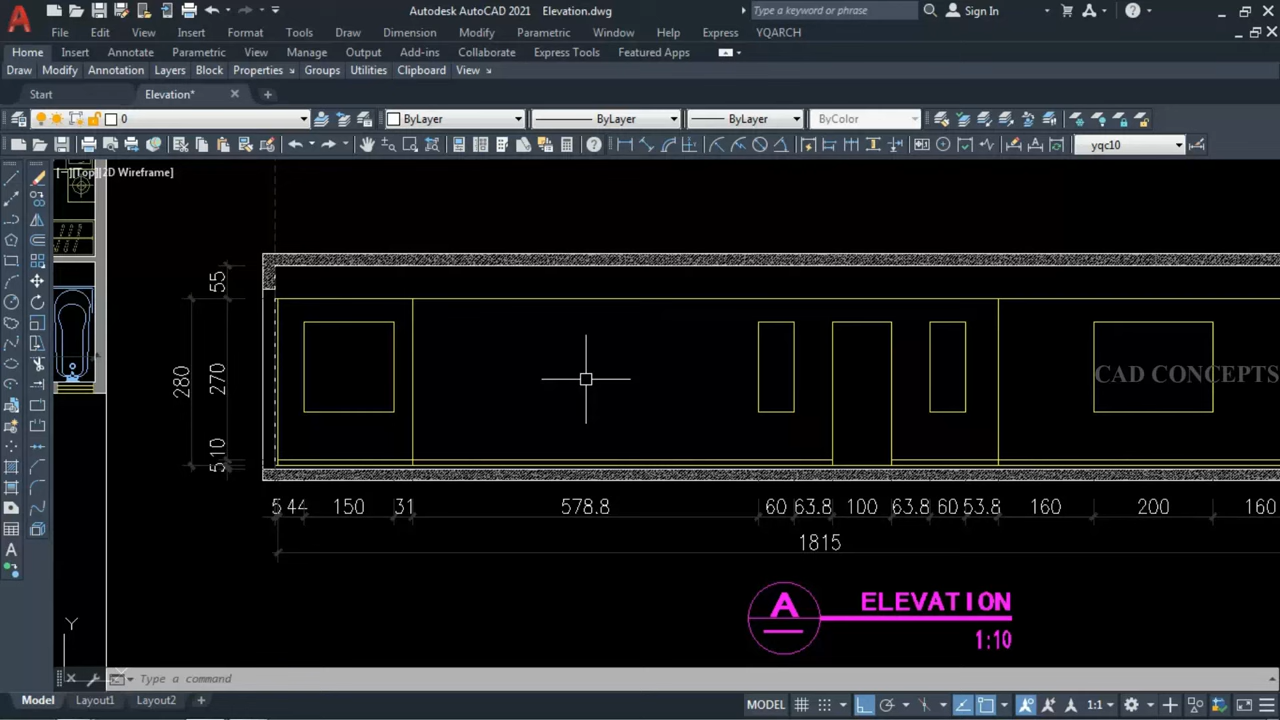 Autodesk AutoCAD 2021 Elevation.dwg
Type a keyword or phrase
Sign In
File Edit View Insert Format Tools Draw Dimension Modify Parametric Window Help Express YQARCH
Home Insert Annotate Parametric View Manage Output Add-ins Collaborate Express Tools Featured Apps
Draw Modify Annotation Layers Block Properties Groups Utilities Clipboard View
Start Elevation*
0 ByLayer ByLayer ByLayer ByColor
yqc10
[−][Top][2D Wireframe]
55
280
270
5,10
CAD CONCEPTS
5 44 150 31 578.8 60 63.8 100 63.8 60 53.8 160 200 160
1815
A
ELEVATION
1:10
Y
Type a command
Model Layout1 Layout2
MODEL 1:1